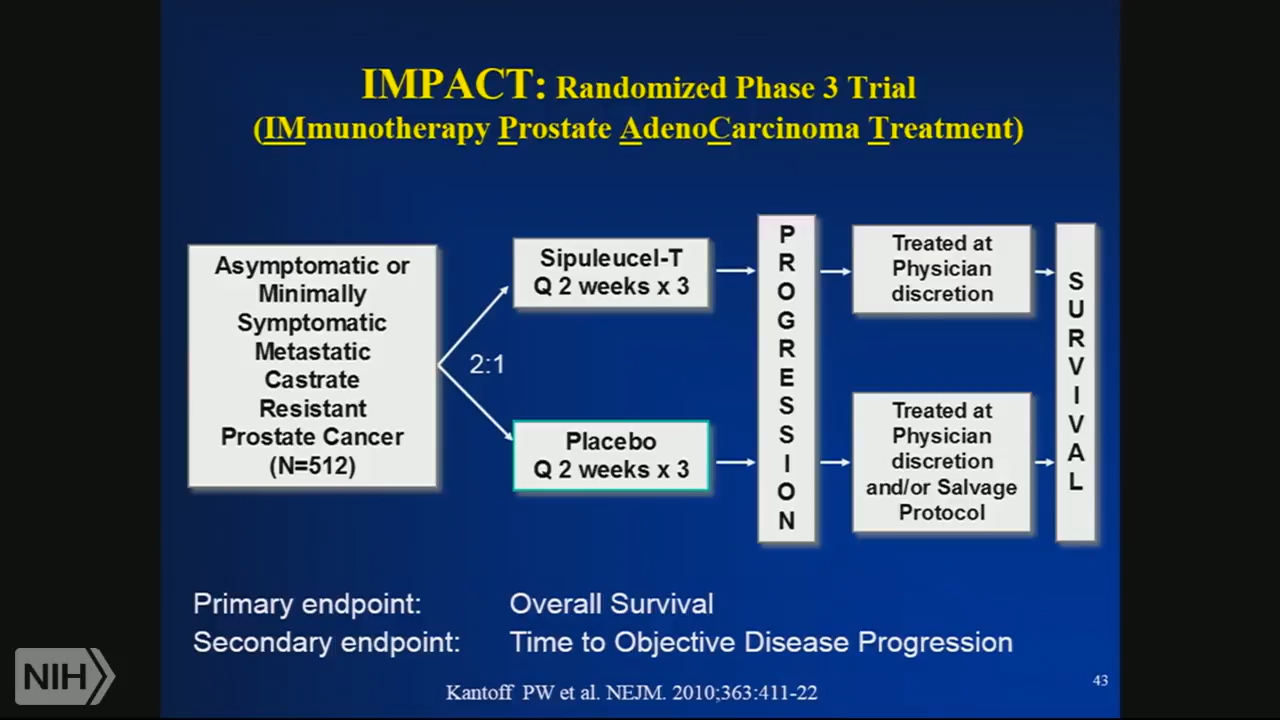 IMPACT: Randomized Phase 3 Trial
(IMmunotherapy Prostate AdenoCarcinoma Treatment)
Asymptomatic or
Minimally
Symptomatic
Metastatic
Castrate
Resistant
Prostate Cancer
(N=512)
2:1
Sipuleucel-T
Q 2 weeks x 3
Placebo
Q 2 weeks x 3
PROGRESSION
Treated at
Physician
discretion
Treated at
Physician
discretion
and/or Salvage
Protocol
SURVIVAL
Primary endpoint: Overall Survival
Secondary endpoint: Time to Objective Disease Progression
Kantoff PW et al. NEJM. 2010;363:411-22
43
NIH